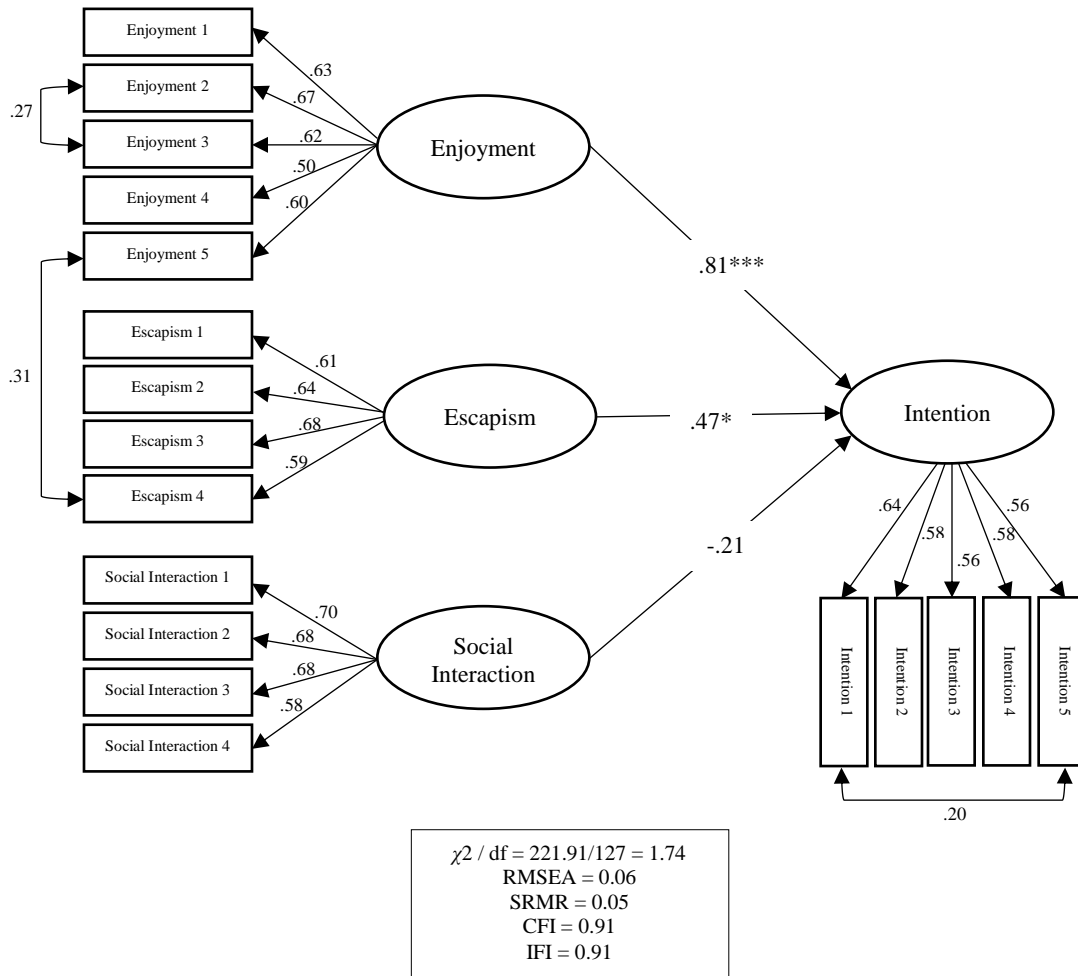 Enjoyment 1
Enjoyment 2
Enjoyment 3
Enjoyment 4
Enjoyment 5
.27
.63
.67
.62
.50
.60
Enjoyment
.81***
Escapism 1
Escapism 2
Escapism 3
Escapism 4
.31
.61
.64
.68
.59
Escapism
.47*
Intention
Social Interaction 1
Social Interaction 2
Social Interaction 3
Social Interaction 4
.70
.68
.68
.58
Social
Interaction
-.21
.64
.58
.56
.58
.56
Intention 1
Intention 2
Intention 3
Intention 4
Intention 5
.20
χ2 / df = 221.91/127 = 1.74
RMSEA = 0.06
SRMR = 0.05
CFI = 0.91
IFI = 0.91